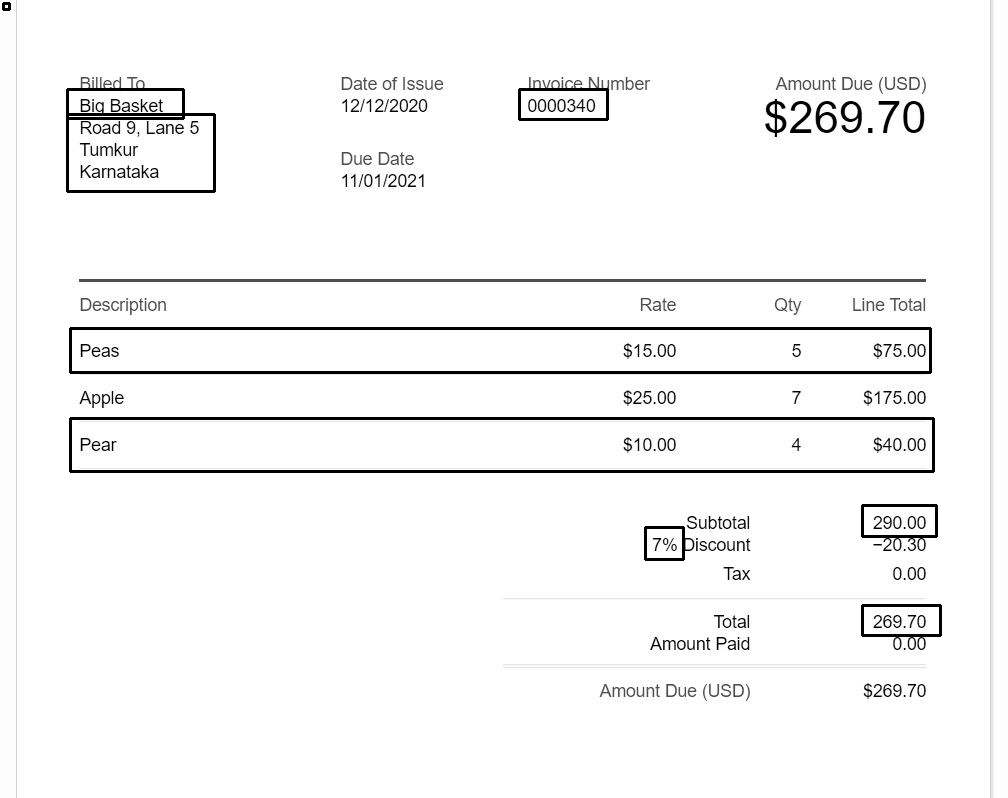 Billed To
Big Basket
Road 9, Lane 5
Tumkur
Karnataka
Date of Issue
12/12/2020
Due Date
11/01/2021
Invoice Number
0000340
Amount Due (USD)
$269.70
Description Rate Qty Line Total
Peas $15.00 5 $75.00
Apple $25.00 7 $175.00
Pear $10.00 4 $40.00
Subtotal 290.00
7% Discount −20.30
Tax 0.00
Total 269.70
Amount Paid 0.00
Amount Due (USD) $269.70